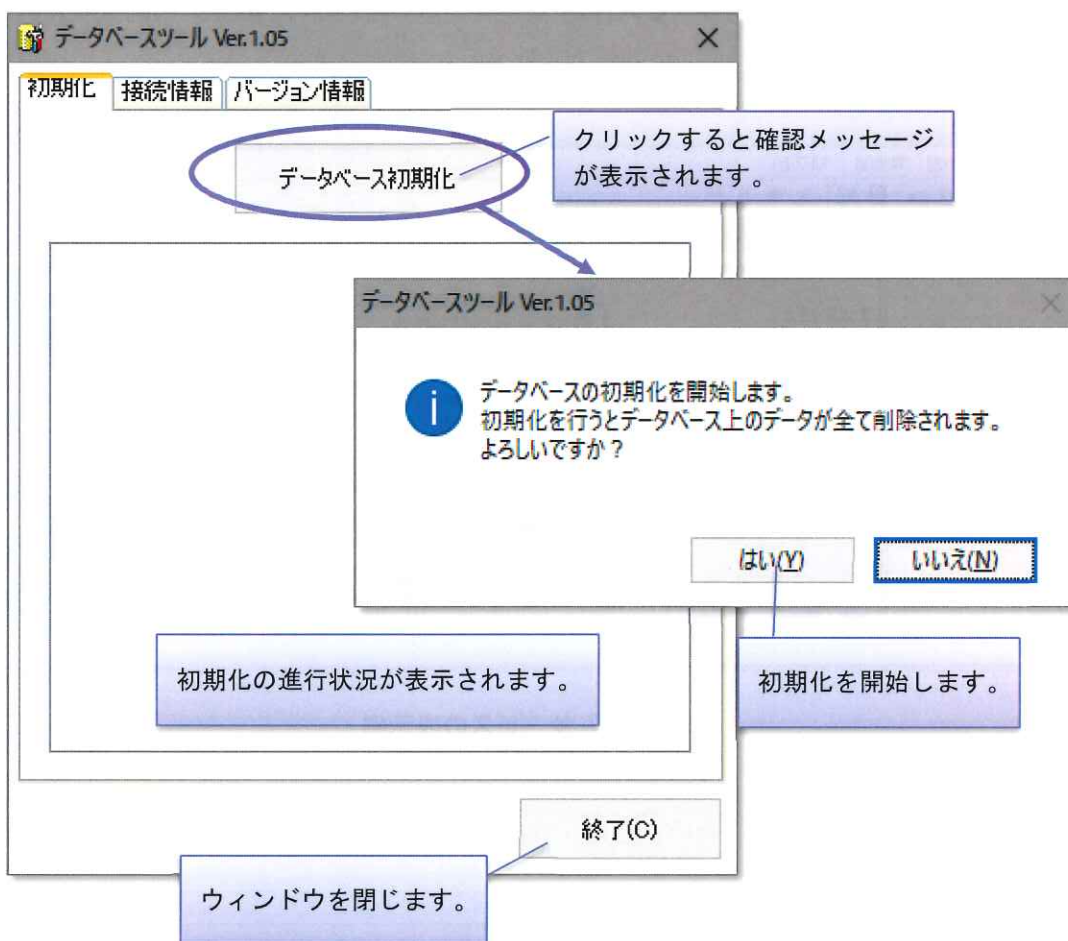 データベースツール Ver.1.05
初期化 接続情報 バージョン情報
データベース初期化
クリックすると確認メッセージ
が表示されます。
データベースツール Ver.1.05
データベースの初期化を開始します。
初期化を行うとデータベース上のデータが全て削除されます。
よろしいですか？
はい(Y) いいえ(N)
初期化の進行状況が表示されます。
初期化を開始します。
終了(C)
ウィンドウを閉じます。